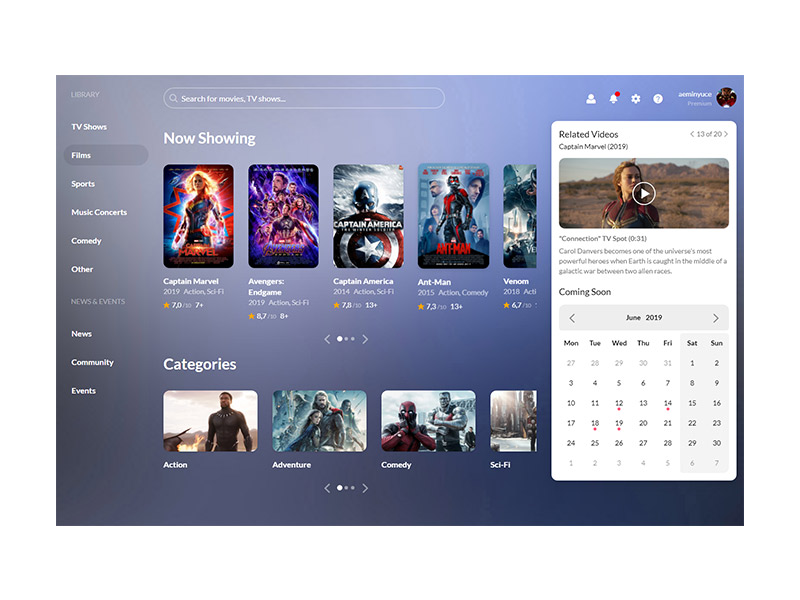 LIBRARY
TV Shows
Films
Sports
Music Concerts
Comedy
Other
NEWS & EVENTS
News
Community
Events
Search for movies, TV shows...
aeminyuce
Premium
Now Showing
MARVEL
CAPTAIN AMERICA
THE WINTER SOLDIER
ANT-MAN
Captain Marvel
2019 Action, Sci-Fi
7,0/10 7+
Avengers:
Endgame
2019 Action, Sci-Fi
8,7/10 8+
Captain America
2014 Action, Sci-Fi
7,8/10 13+
Ant-Man
2015 Action, Comedy
7,3/10 13+
Venom
2018 Acti
6,7/10
Categories
Action
Adventure
Comedy
Sci-Fi
Related Videos
13 of 20
Captain Marvel (2019)
"Connection" TV Spot (0:31)
Carol Danvers becomes one of the universe's most
powerful heroes when Earth is caught in the middle of a
galactic war between two alien races.
Coming Soon
June 2019
Mon Tue Wed Thu Fri Sat Sun
27 28 29 30 31 1 2
3 4 5 6 7 8 9
10 11 12 13 14 15 16
17 18 19 20 21 22 23
24 25 26 27 28 29 30
1 2 3 4 5 6 7